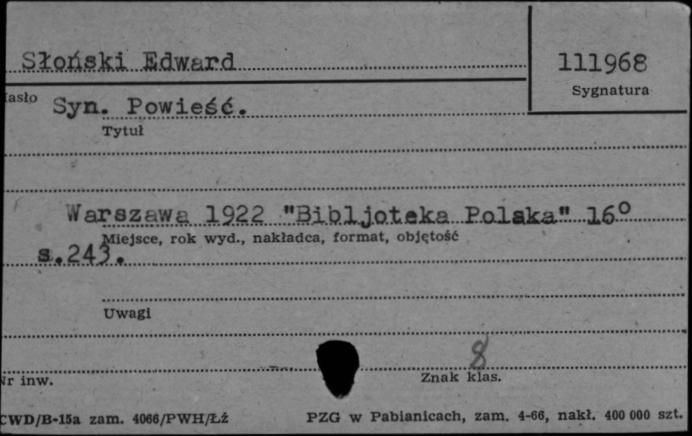 Słoński Edward
111968
Sygnatura
asło Syn. Powieść.
Tytuł
Warszawa 1922 "Bibljoteka Polska" 16°
Miejsce, rok wyd., nakładca, format, objętość
s.243.
Uwagi
8
Nr inw.
Znak klas.
CWD/B-15a zam. 4066/PWH/Łź
PZG w Pabianicach, zam. 4-66, nakł. 400 000 szt.